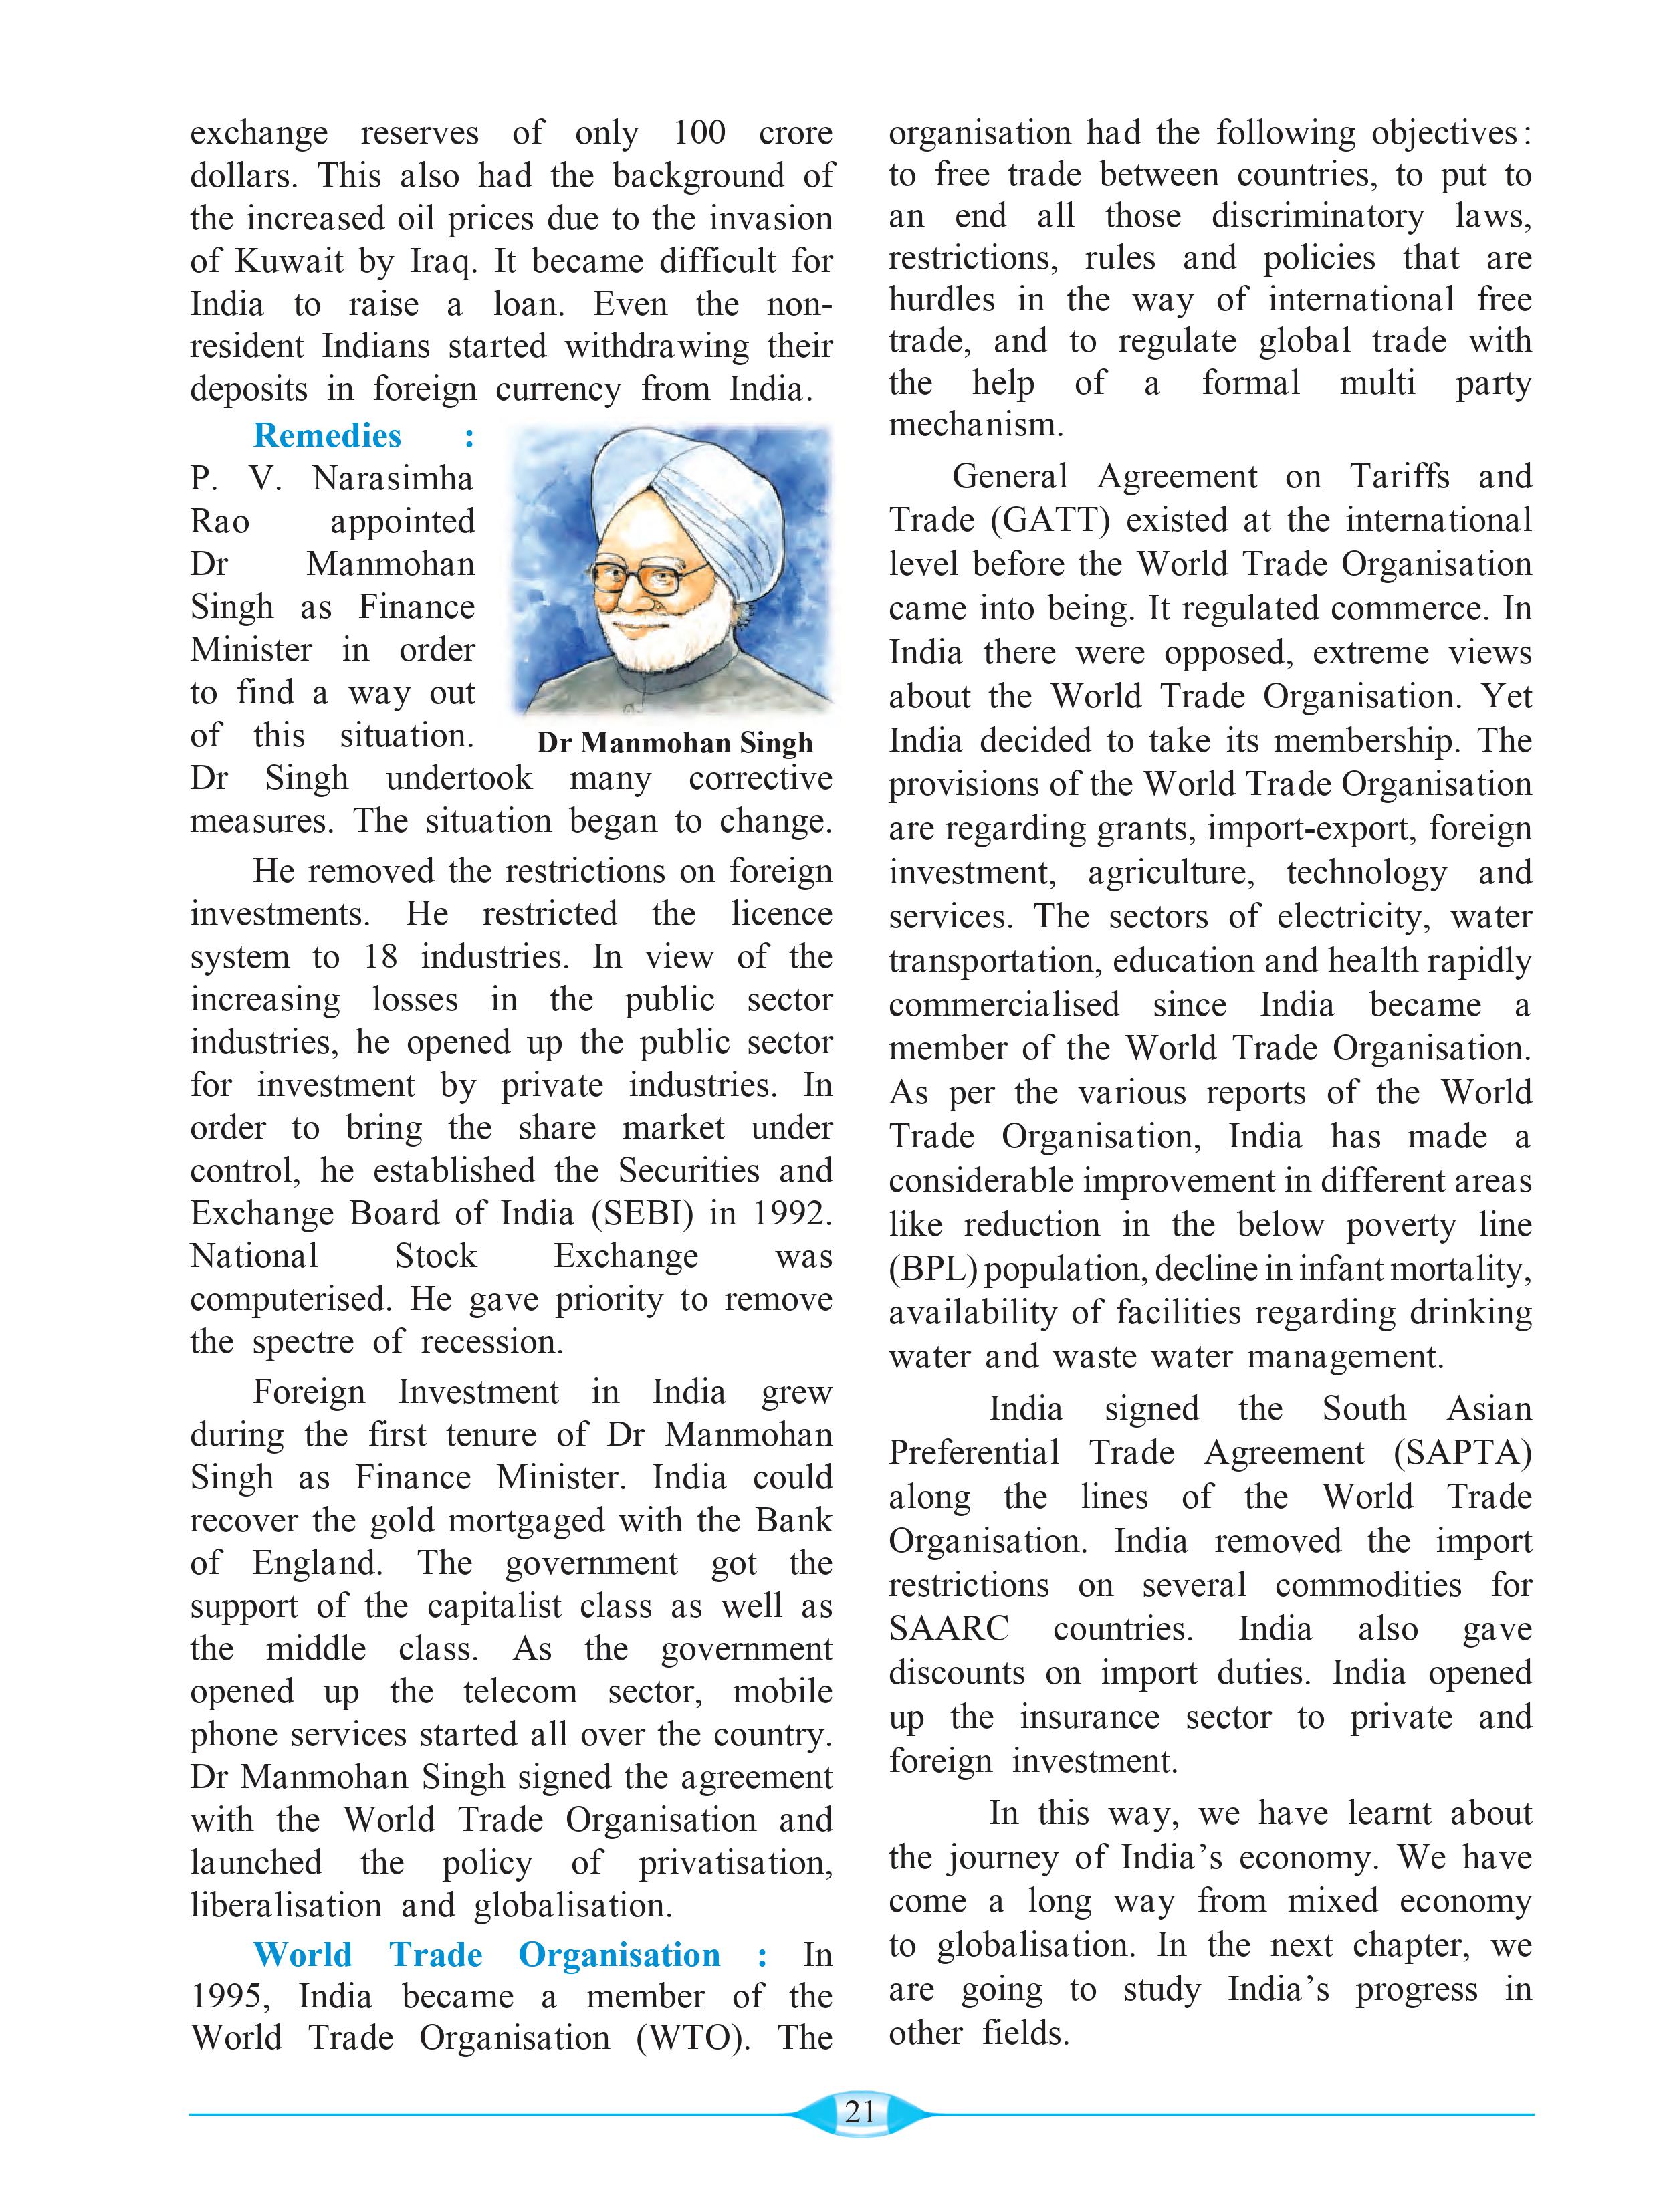 exchange reserves of only 100 crore
dollars. This also had the background of
the increased oil prices due to the invasion
of Kuwait by Iraq. It became difficult for
India to raise a loan. Even the non-
resident Indians started withdrawing their
deposits in foreign currency from India.
Remedies :
P. V. Narasimha
Rao appointed
Dr Manmohan
Singh as Finance
Minister in order
to find a way out
of this situation.
Dr Manmohan Singh
Dr Singh undertook many corrective
measures. The situation began to change.
He removed the restrictions on foreign
investments. He restricted the licence
system to 18 industries. In view of the
increasing losses in the public sector
industries, he opened up the public sector
for investment by private industries. In
order to bring the share market under
control, he established the Securities and
Exchange Board of India (SEBI) in 1992.
National Stock Exchange was
computerised. He gave priority to remove
the spectre of recession.
Foreign Investment in India grew
during the first tenure of Dr Manmohan
Singh as Finance Minister. India could
recover the gold mortgaged with the Bank
of England. The government got the
support of the capitalist class as well as
the middle class. As the government
opened up the telecom sector, mobile
phone services started all over the country.
Dr Manmohan Singh signed the agreement
with the World Trade Organisation and
launched the policy of privatisation,
liberalisation and globalisation.
World Trade Organisation : In
1995, India became a member of the
World Trade Organisation (WTO). The
organisation had the following objectives :
to free trade between countries, to put to
an end all those discriminatory laws,
restrictions, rules and policies that are
hurdles in the way of international free
trade, and to regulate global trade with
the help of a formal multi party
mechanism.
General Agreement on Tariffs and
Trade (GATT) existed at the international
level before the World Trade Organisation
came into being. It regulated commerce. In
India there were opposed, extreme views
about the World Trade Organisation. Yet
India decided to take its membership. The
provisions of the World Trade Organisation
are regarding grants, import-export, foreign
investment, agriculture, technology and
services. The sectors of electricity, water
transportation, education and health rapidly
commercialised since India became a
member of the World Trade Organisation.
As per the various reports of the World
Trade Organisation, India has made a
considerable improvement in different areas
like reduction in the below poverty line
(BPL) population, decline in infant mortality,
availability of facilities regarding drinking
water and waste water management.
India signed the South Asian
Preferential Trade Agreement (SAPTA)
along the lines of the World Trade
Organisation. India removed the import
restrictions on several commodities for
SAARC countries. India also gave
discounts on import duties. India opened
up the insurance sector to private and
foreign investment.
In this way, we have learnt about
the journey of India’s economy. We have
come a long way from mixed economy
to globalisation. In the next chapter, we
are going to study India’s progress in
other fields.
21